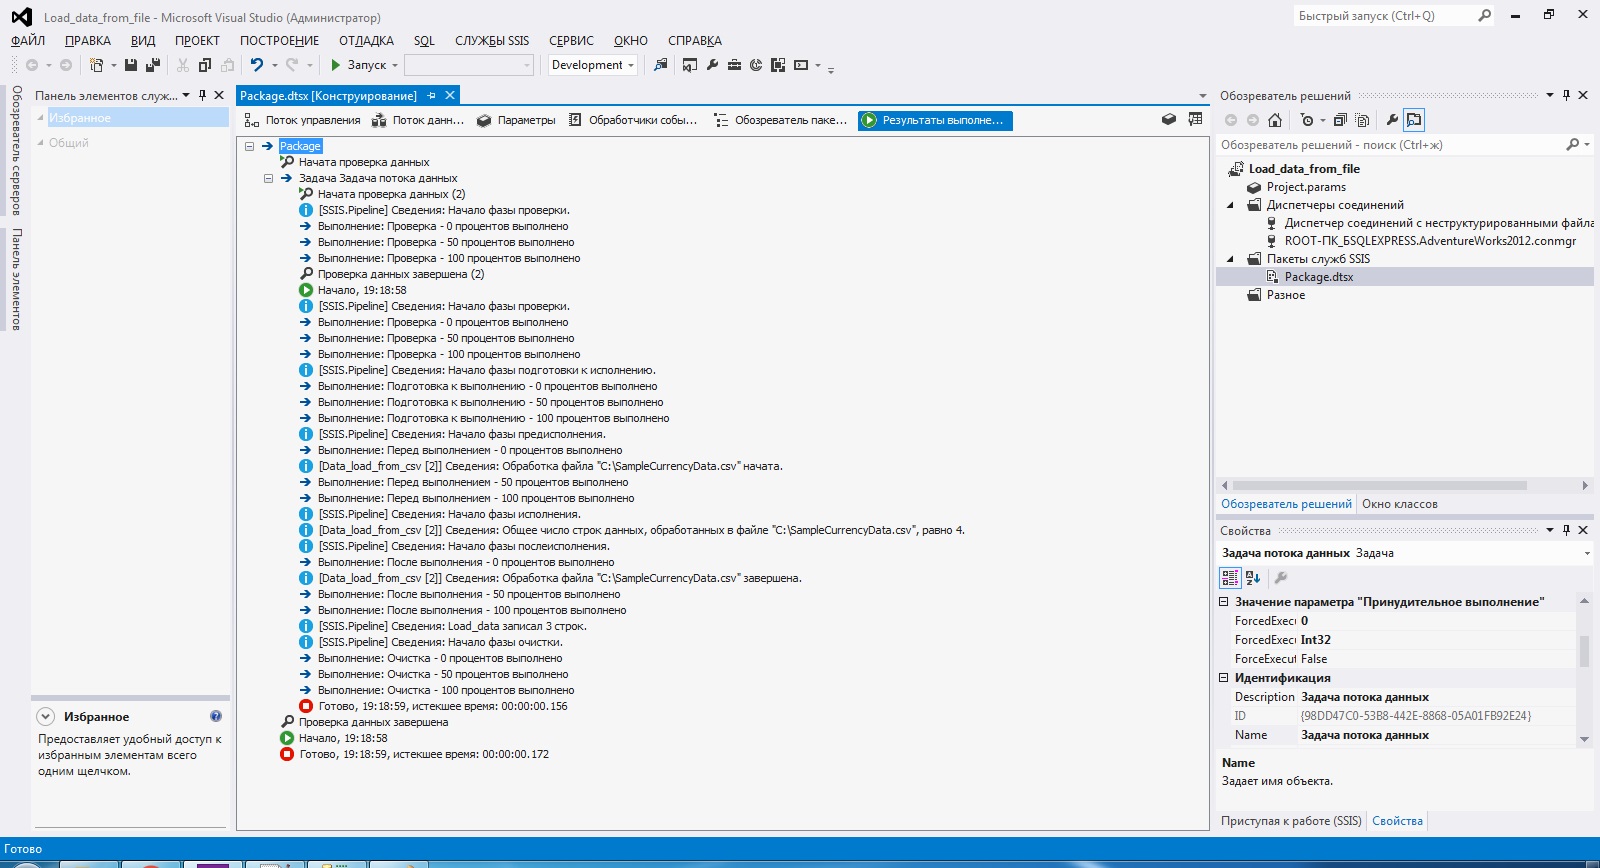 Load_data_from_file - Microsoft Visual Studio (Администратор)
Быстрый запуск (Ctrl+Q)
ФАЙЛ ПРАВКА ВИД ПРОЕКТ ПОСТРОЕНИЕ ОТЛАДКА SQL СЛУЖБЫ SSIS СЕРВИС ОКНО СПРАВКА
Запуск
Development
Обозреватель серверов
Панель элементов
Панель элементов служ...
Избранное
Общий
Избранное
Предоставляет удобный доступ к
избранным элементам всего
одним щелчком.
Package.dtsx [Конструирование]
Поток управления Поток данн... Параметры Обработчики собы... Обозреватель паке... Результаты выполне...
Package
Начата проверка данных
Задача Задача потока данных
Начата проверка данных (2)
[SSIS.Pipeline] Сведения: Начало фазы проверки.
Выполнение: Проверка - 0 процентов выполнено
Выполнение: Проверка - 50 процентов выполнено
Выполнение: Проверка - 100 процентов выполнено
Проверка данных завершена (2)
Начало, 19:18:58
[SSIS.Pipeline] Сведения: Начало фазы проверки.
Выполнение: Проверка - 0 процентов выполнено
Выполнение: Проверка - 50 процентов выполнено
Выполнение: Проверка - 100 процентов выполнено
[SSIS.Pipeline] Сведения: Начало фазы подготовки к исполнению.
Выполнение: Подготовка к выполнению - 0 процентов выполнено
Выполнение: Подготовка к выполнению - 50 процентов выполнено
Выполнение: Подготовка к выполнению - 100 процентов выполнено
[SSIS.Pipeline] Сведения: Начало фазы предисполнения.
Выполнение: Перед выполнением - 0 процентов выполнено
[Data_load_from_csv [2]] Сведения: Обработка файла "C:\SampleCurrencyData.csv" начата.
Выполнение: Перед выполнением - 50 процентов выполнено
Выполнение: Перед выполнением - 100 процентов выполнено
[SSIS.Pipeline] Сведения: Начало фазы исполнения.
[Data_load_from_csv [2]] Сведения: Общее число строк данных, обработанных в файле "C:\SampleCurrencyData.csv", равно 4.
[SSIS.Pipeline] Сведения: Начало фазы послеисполнения.
Выполнение: После выполнения - 0 процентов выполнено
[Data_load_from_csv [2]] Сведения: Обработка файла "C:\SampleCurrencyData.csv" завершена.
Выполнение: После выполнения - 50 процентов выполнено
Выполнение: После выполнения - 100 процентов выполнено
[SSIS.Pipeline] Сведения: Load_data записал 3 строк.
[SSIS.Pipeline] Сведения: Начало фазы очистки.
Выполнение: Очистка - 0 процентов выполнено
Выполнение: Очистка - 50 процентов выполнено
Выполнение: Очистка - 100 процентов выполнено
Готово, 19:18:59, истекшее время: 00:00:00.156
Проверка данных завершена
Начало, 19:18:58
Готово, 19:18:59, истекшее время: 00:00:00.172
Обозреватель решений
Обозреватель решений - поиск (Ctrl+ж)
Load_data_from_file
Project.params
Диспетчеры соединений
Диспетчер соединений с неструктурированными файла
ROOT-ПК_БSQLEXPRESS.AdventureWorks2012.conmgr
Пакеты служб SSIS
Package.dtsx
Разное
Обозреватель решений Окно классов
Свойства
Задача потока данных Задача
Значение параметра "Принудительное выполнение"
ForcedExecu 0
ForcedExecu Int32
ForceExecut False
Идентификация
Description Задача потока данных
ID {98DD47C0-53B8-442E-8868-05A01FB92E24}
Name Задача потока данных
Name
Задает имя объекта.
Приступая к работе (SSIS) Свойства
Готово